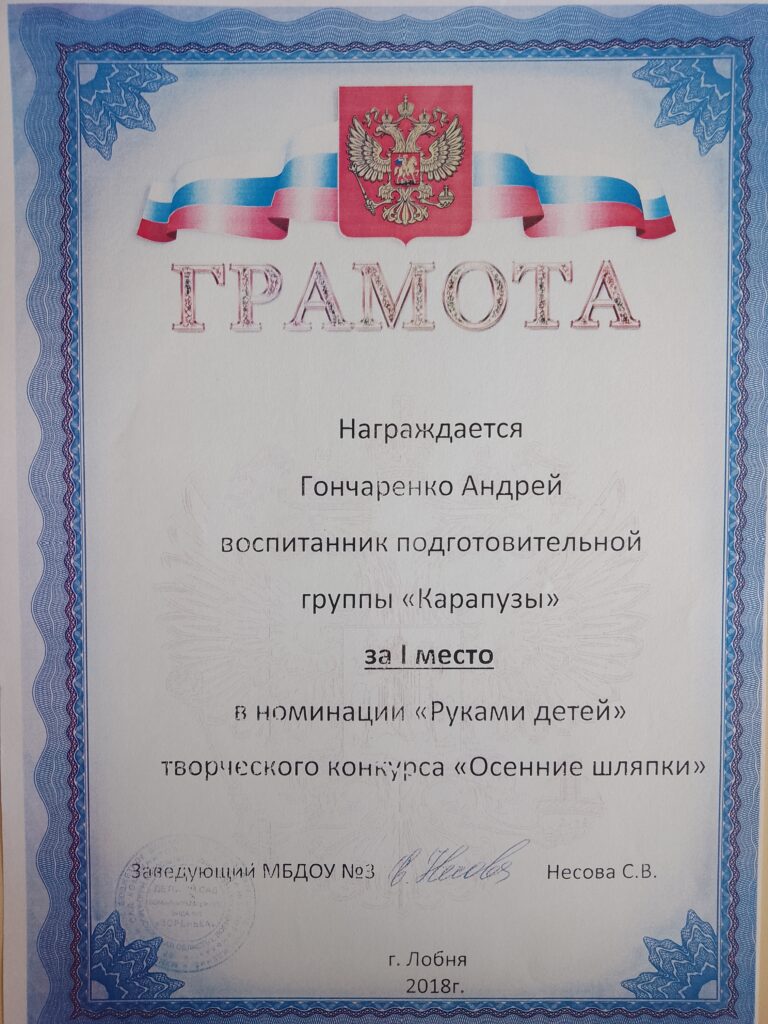 ГРАМОТА
Награждается
Гончаренко Андрей
воспитанник подготовительной
группы «Карапузы»
за I место
в номинации «Руками детей»
творческого конкурса «Осенние шляпки»
Заведующий МБДОУ №3 С. Несова Несова С.В.
г. Лобня
2018г.